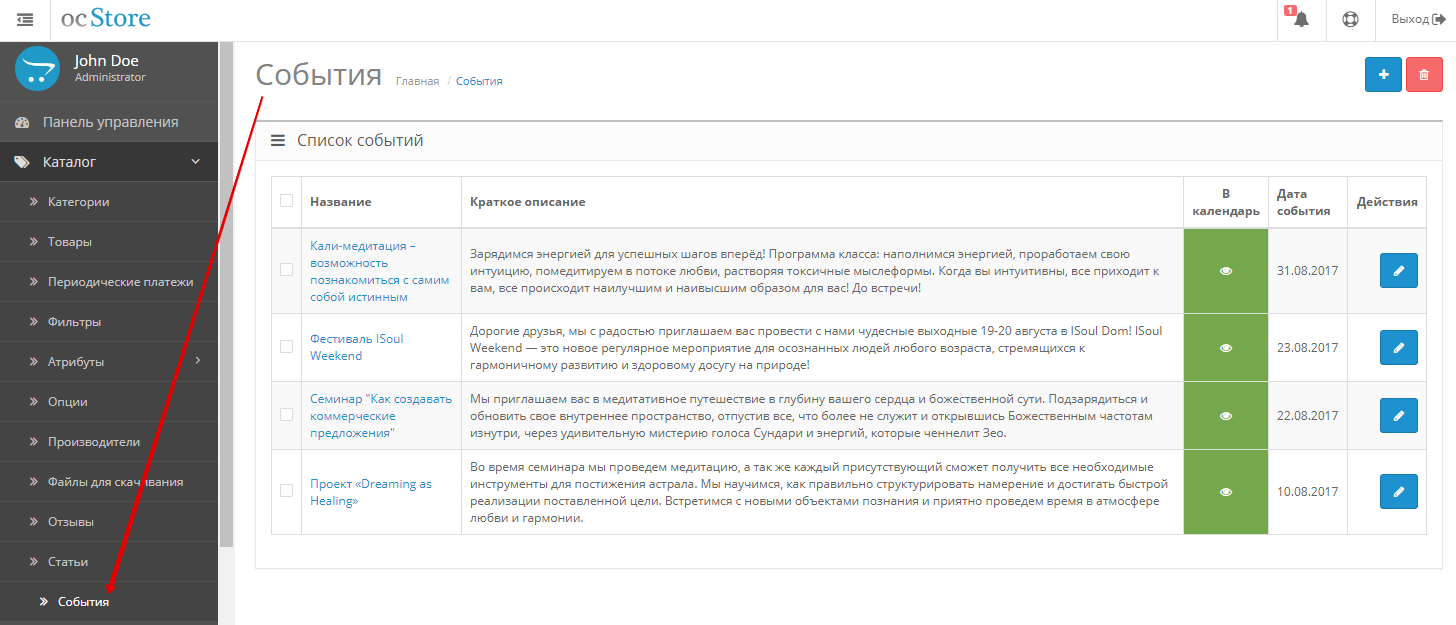 ocStore
1
Выход
John Doe
Administrator
Панель управления
Каталог
Категории
Товары
Периодические платежи
Фильтры
Атрибуты
Опции
Производители
Файлы для скачивания
Отзывы
Статьи
События
События
Главная / События
Список событий
Название
Краткое описание
В
календарь
Дата
события
Действия
Кали-медитация –
возможность
познакомиться с самим
собой истинным
Зарядимся энергией для успешных шагов вперёд! Программа класса: наполнимся энергией, проработаем свою
интуицию, помедитируем в потоке любви, растворяя токсичные мыслеформы. Когда вы интуитивны, все приходит к
вам, все происходит наилучшим и наивысшим образом для вас! До встречи!
31.08.2017
Фестиваль ISoul
Weekend
Дорогие друзья, мы с радостью приглашаем вас провести с нами чудесные выходные 19-20 августа в ISoul Dom! ISoul
Weekend — это новое регулярное мероприятие для осознанных людей любого возраста, стремящихся к
гармоничному развитию и здоровому досугу на природе!
23.08.2017
Семинар "Как создавать
коммерческие
предложения"
Мы приглашаем вас в медитативное путешествие в глубину вашего сердца и божественной сути. Подзарядиться и
обновить свое внутреннее пространство, отпустив все, что более не служит и открывшись Божественным частотам
изнутри, через удивительную мистерию голоса Сундари и энергий, которые ченнелит Зео.
22.08.2017
Проект «Dreaming as
Healing»
Во время семинара мы проведем медитацию, а так же каждый присутствующий сможет получить все необходимые
инструменты для постижения астрала. Мы научимся, как правильно структурировать намерение и достигать быстрой
реализации поставленной цели. Встретимся с новыми объектами познания и приятно проведем время в атмосфере
любви и гармонии.
10.08.2017